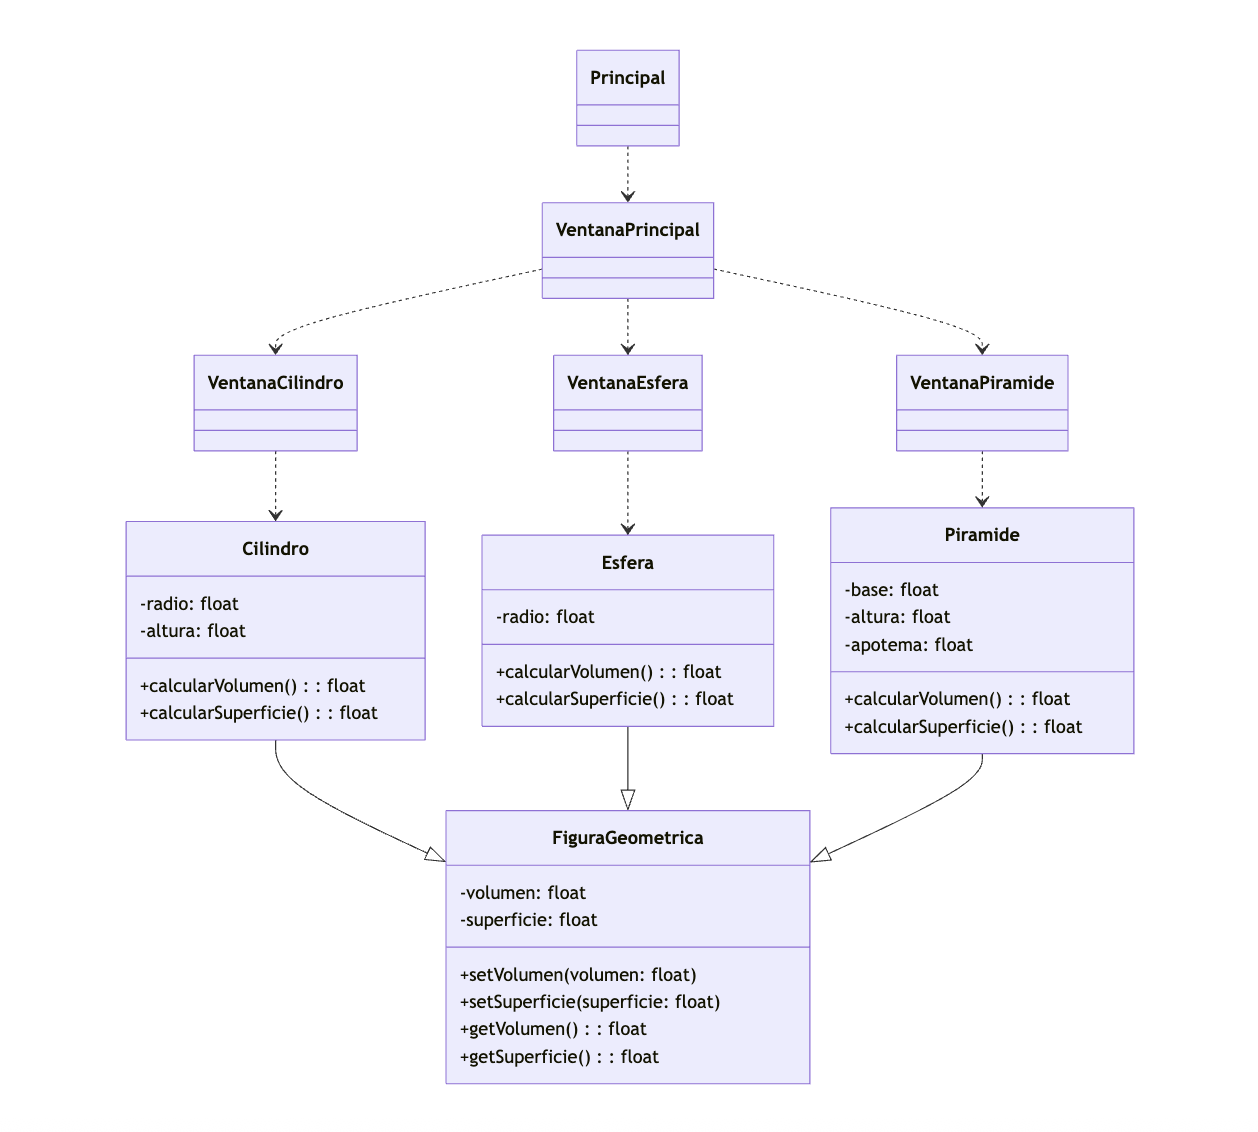 Principal
VentanaPrincipal
VentanaCilindro
VentanaEsfera
VentanaPiramide
Cilindro
-radio: float
-altura: float
+calcularVolumen() : : float
+calcularSuperficie() : : float
Esfera
-radio: float
+calcularVolumen() : : float
+calcularSuperficie() : : float
Piramide
-base: float
-altura: float
-apotema: float
+calcularVolumen() : : float
+calcularSuperficie() : : float
FiguraGeometrica
-volumen: float
-superficie: float
+setVolumen(volumen: float)
+setSuperficie(superficie: float)
+getVolumen() : : float
+getSuperficie() : : float